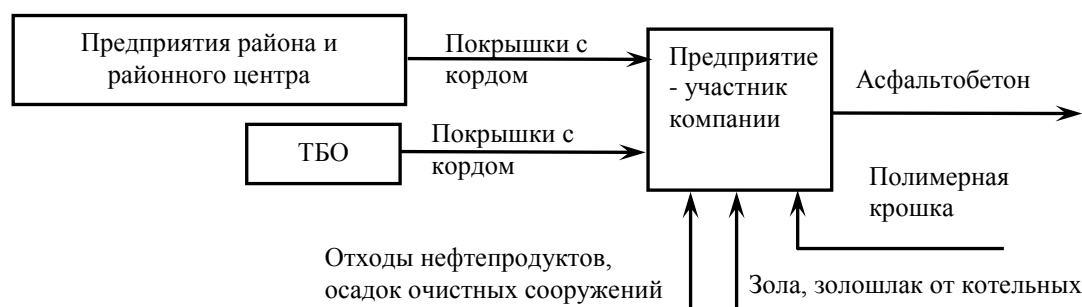 Предприятия района и
районного центра
Покрышки с
кордом
Предприятие
- участник
компании
Асфальтобетон
ТБО
Покрышки с
кордом
Полимерная
крошка
Отходы нефтепродуктов,
осадок очистных сооружений
Зола, золошлак от котельных